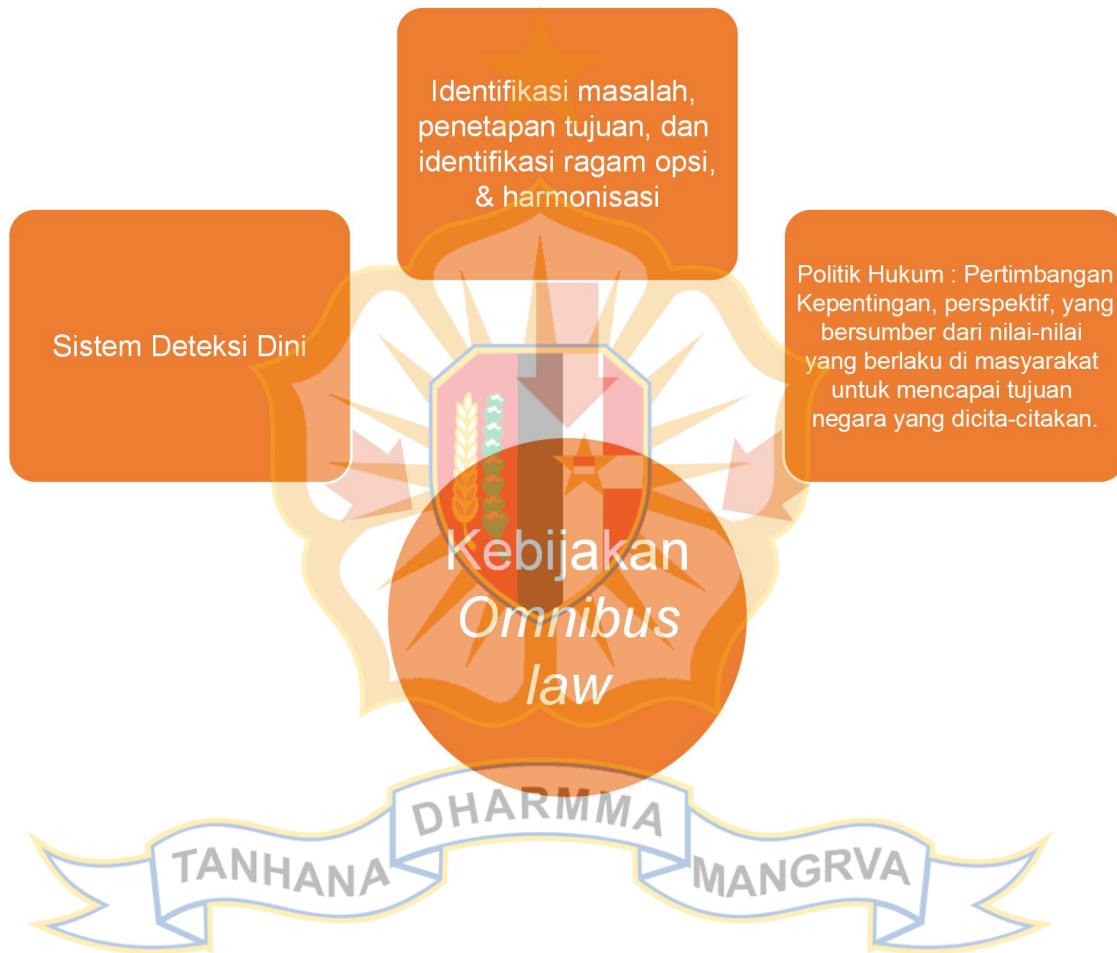 Identifikasi masalah,
penetapan tujuan, dan
identifikasi ragam opsi,
& harmonisasi
Sistem Deteksi Dini
Politik Hukum : Pertimbangan
Kepentingan, perspektif, yang
bersumber dari nilai-nilai
yang berlaku di masyarakat
untuk mencapai tujuan
negara yang dicita-citakan.
Kebijakan
Omnibus
law
TANHANA DHARMMA MANGRVA